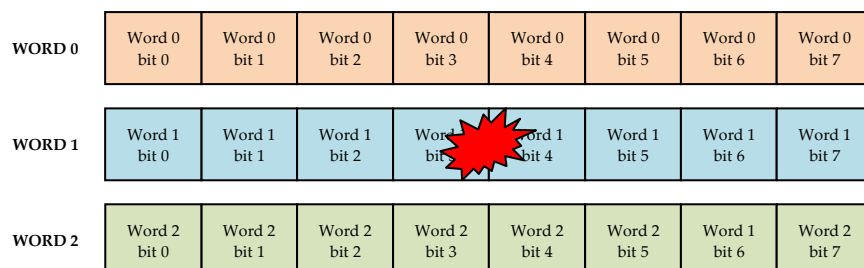 WORD 0
Word 0 bit 0
Word 0 bit 1
Word 0 bit 2
Word 0 bit 3
Word 0 bit 4
Word 0 bit 5
Word 0 bit 6
Word 0 bit 7
WORD 1
Word 1 bit 0
Word 1 bit 1
Word 1 bit 2
bit 4
Word 1 bit 5
Word 1 bit 6
Word 1 bit 7
WORD 2
Word 2 bit 0
Word 2 bit 1
Word 2 bit 2
Word 2 bit 3
Word 2 bit 4
Word 2 bit 5
Word 1 bit 6
Word 2 bit 7